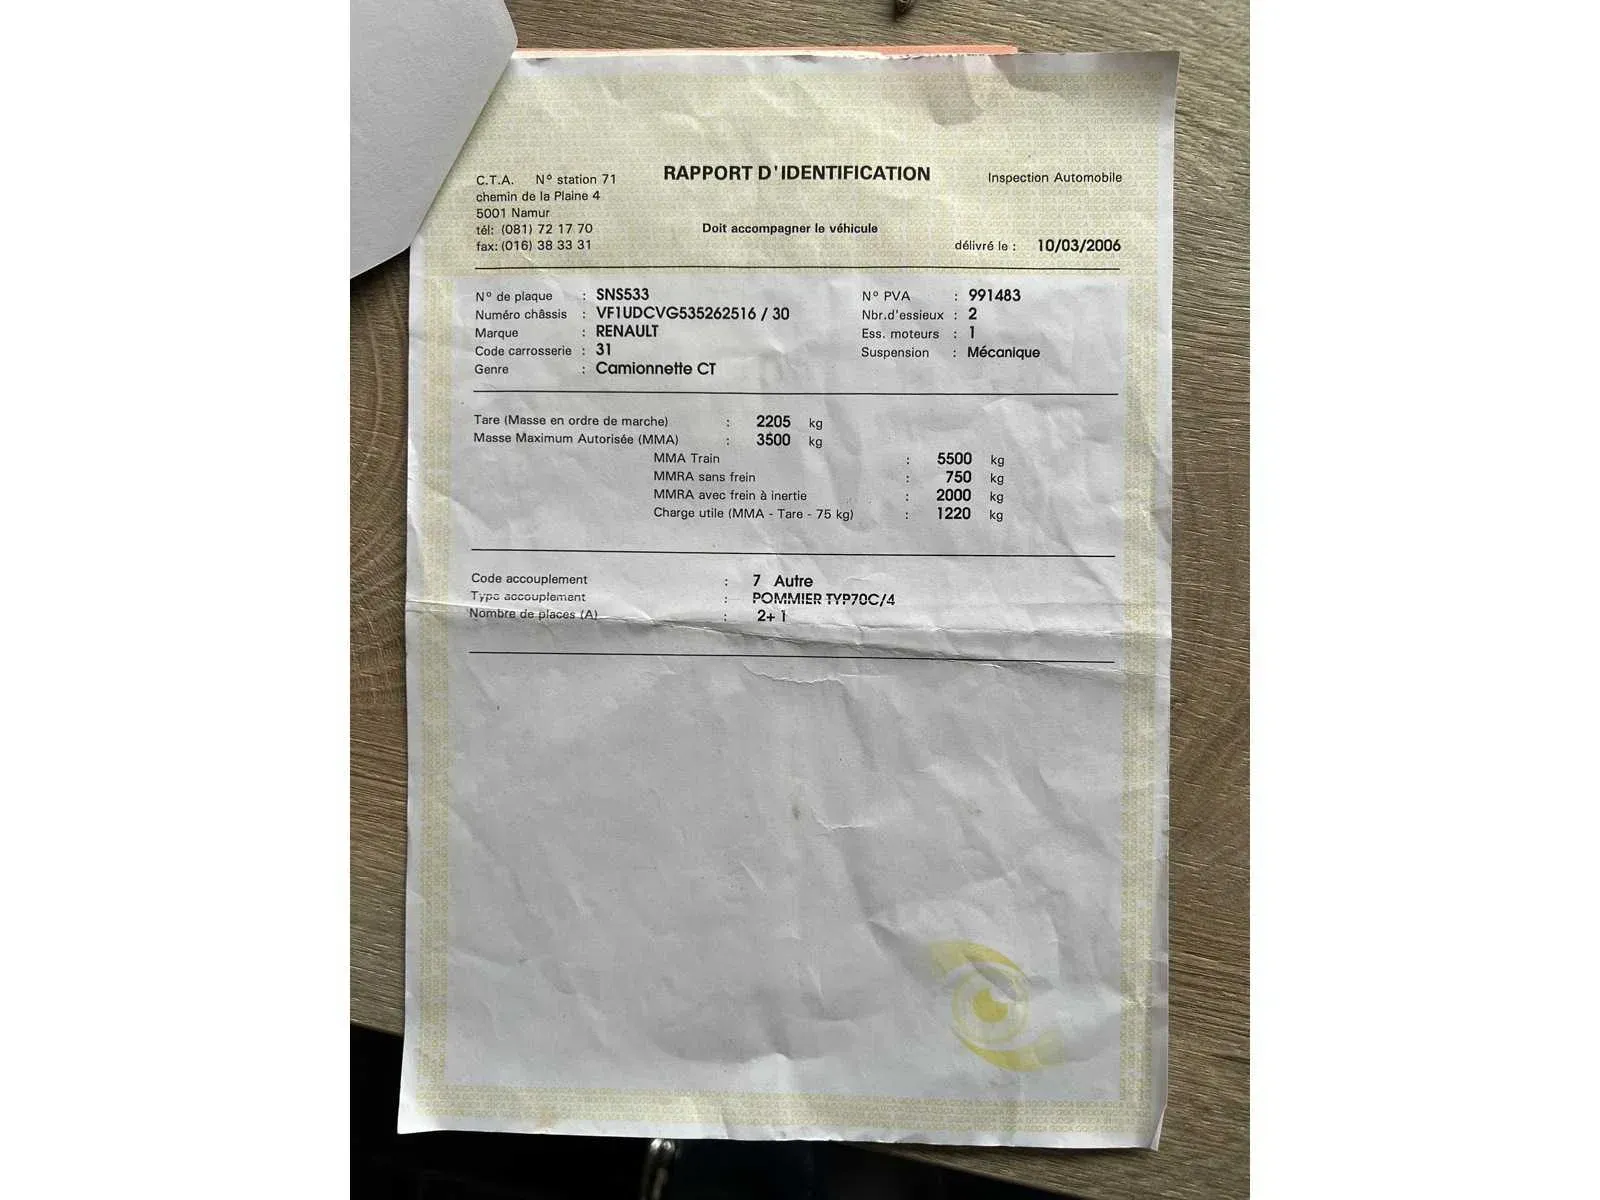 RAPPORT D'IDENTIFICATION
C.T.A. N° station 71
chemin de la Plaine 4
5001 Namur
tél: (081) 72 17 70
fax: (016) 38 33 31
Inspection Automobile
Doit accompagner le véhicule
délivré le : 10/03/2006
N° de plaque : SNS533
Numéro châssis : VF1UDCVG535262516 / 30
Marque : RENAULT
Code carrosserie : 31
Genre : Camionnette CT
N° PVA : 991483
Nbr.d'essieux : 2
Ess. moteurs : 1
Suspension : Mécanique
Tare (Masse en ordre de marche) : 2205 kg
Masse Maximum Autorisée (MMA) : 3500 kg
MMA Train : 5500 kg
MMRA sans frein : 750 kg
MMRA avec frein à inertie : 2000 kg
Charge utile (MMA - Tare - 75 kg) : 1220 kg
Code accouplement : 7 Autre
Type accouplement : POMMIER TYP70C/4
Nombre de places (A) : 2+ 1